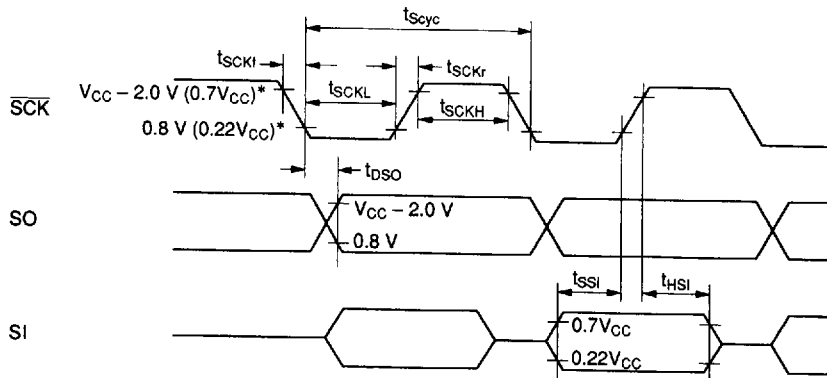 tScyc
tSCKf
tSCKr
SCK
VCC – 2.0 V (0.7VCC)*
tSCKL
tSCKH
0.8 V (0.22VCC)*
tDSO
SO
VCC – 2.0 V
0.8 V
tSSI
tHSI
SI
0.7VCC
0.22VCC